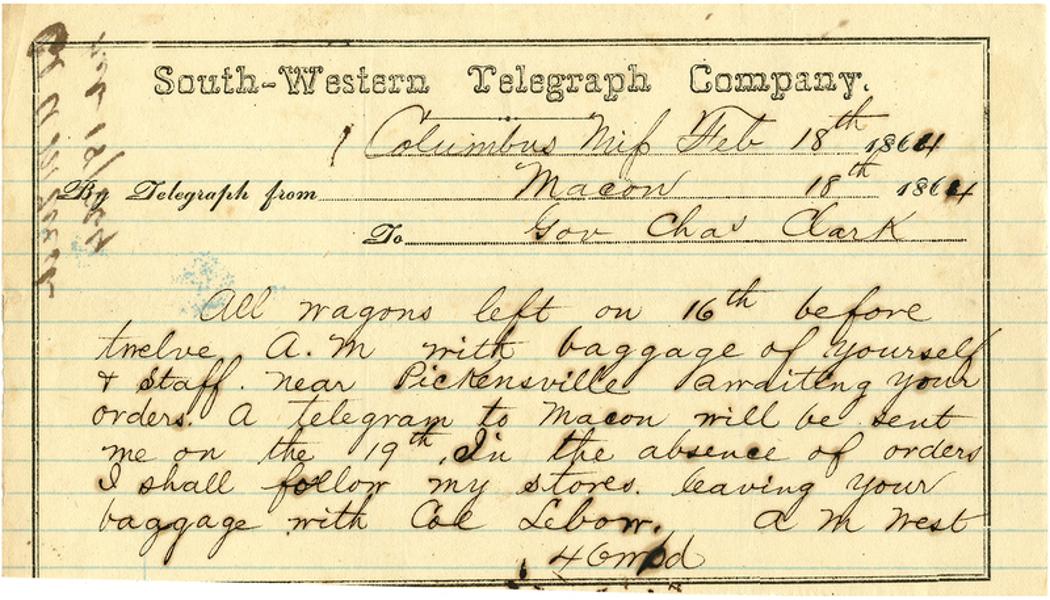 South-Western Telegraph Company.
Columbus Miss Feb 18th 1864
By Telegraph from Macon 18th 1864
To Gov Chas Clark
All wagons left on 16th before
twelve A.M with baggage of yourself
& Staff. near Pickensville awaiting your
orders. A telegram to Macon will be sent
me on the 19th. In the absence of orders
I shall follow my stores. leaving your
baggage with Col Lebow. A M West